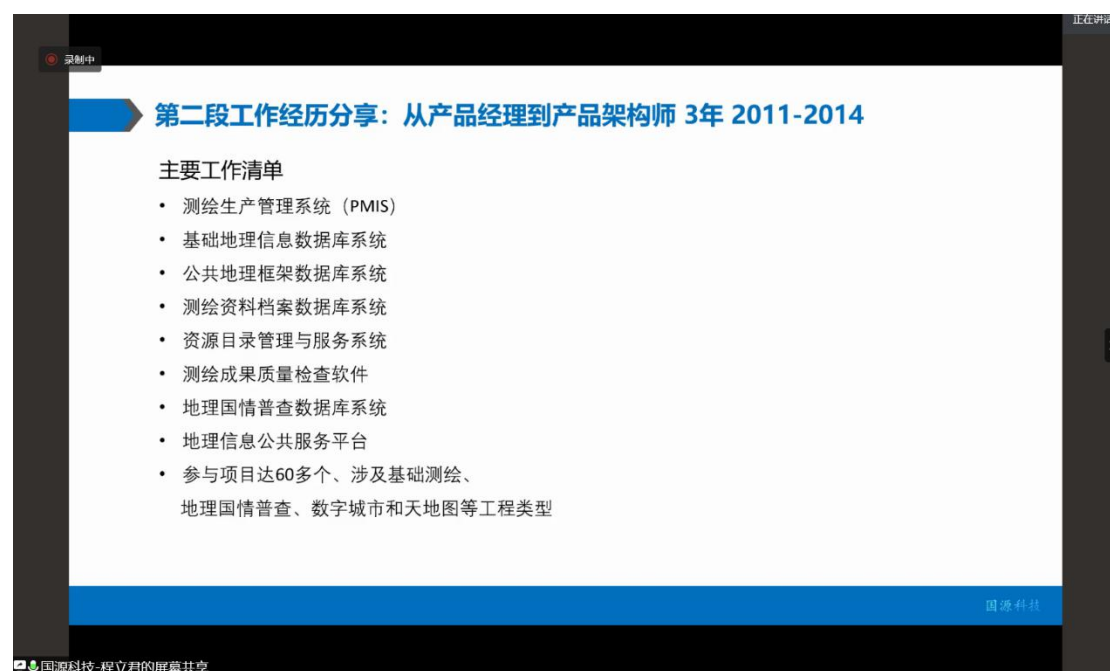 正在讲话
录制中
第二段工作经历分享：从产品经理到产品架构师 3年 2011-2014
主要工作清单
• 测绘生产管理系统（PMIS）
• 基础地理信息数据库系统
• 公共地理框架数据库系统
• 测绘资料档案数据库系统
• 资源目录管理与服务系统
• 测绘成果质量检查软件
• 地理国情普查数据库系统
• 地理信息公共服务平台
• 参与项目达60多个、涉及基础测绘、
地理国情普查、数字城市和天地图等工程类型
国源科技
国源科技-程立君的屏幕共享